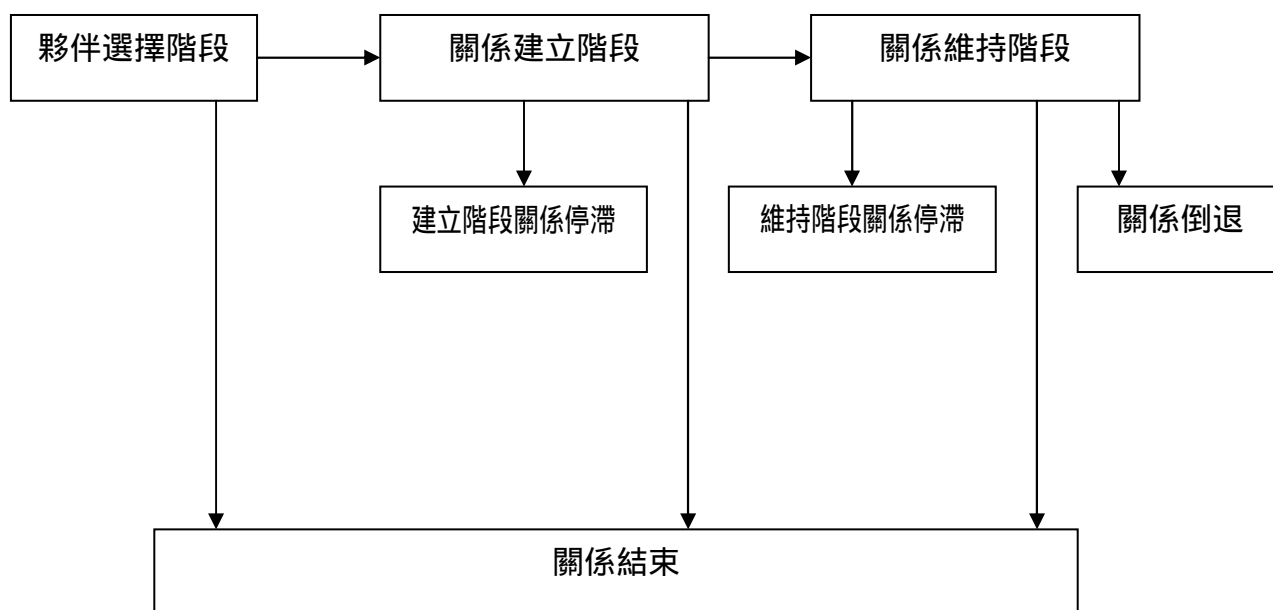 夥伴選擇階段
關係建立階段
關係維持階段
建立階段關係停滯
維持階段關係停滯
關係倒退
關係結束